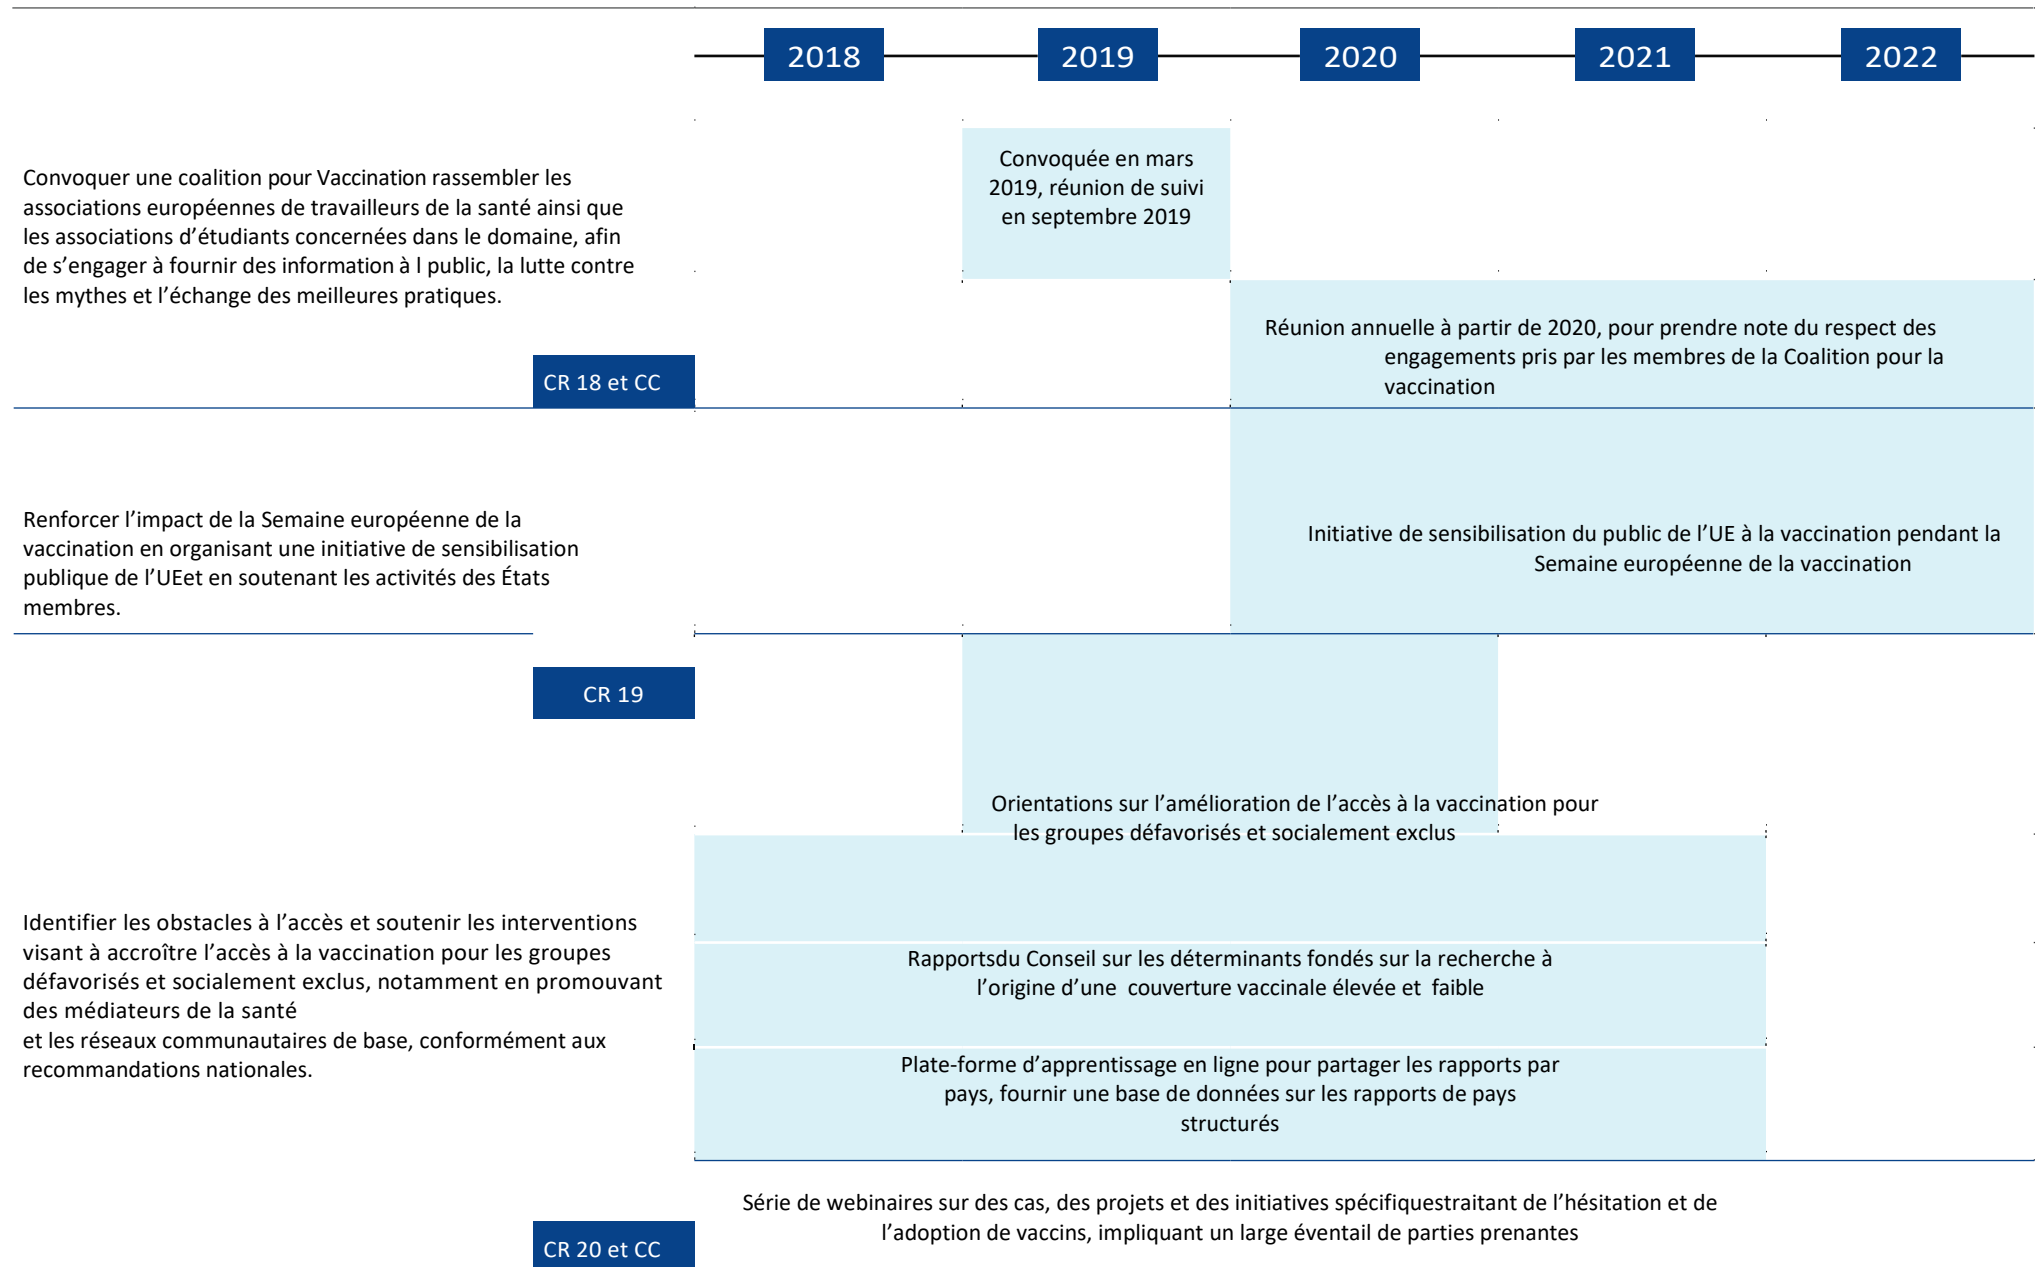 2018
2019
2020
2021
2022
Convoquer une coalition pour Vaccination rassembler les
associations européennes de travailleurs de la santé ainsi que
les associations d’étudiants concernées dans le domaine, afin
de s’engager à fournir des information à l public, la lutte contre
les mythes et l’échange des meilleures pratiques.
CR 18 et CC
Convoquée en mars
2019, réunion de suivi
en septembre 2019
Réunion annuelle à partir de 2020, pour prendre note du respect des
engagements pris par les membres de la Coalition pour la
vaccination
Renforcer l’impact de la Semaine européenne de la
vaccination en organisant une initiative de sensibilisation
publique de l’UEet en soutenant les activités des États
membres.
Initiative de sensibilisation du public de l’UE à la vaccination pendant la
Semaine européenne de la vaccination
CR 19
Orientations sur l’amélioration de l’accès à la vaccination pour
les groupes défavorisés et socialement exclus
Identifier les obstacles à l’accès et soutenir les interventions
visant à accroître l’accès à la vaccination pour les groupes
défavorisés et socialement exclus, notamment en promouvant
des médiateurs de la santé
et les réseaux communautaires de base, conformément aux
recommandations nationales.
Rapportsdu Conseil sur les déterminants fondés sur la recherche à
l’origine d’une couverture vaccinale élevée et faible
Plate-forme d’apprentissage en ligne pour partager les rapports par
pays, fournir une base de données sur les rapports de pays
structurés
Série de webinaires sur des cas, des projets et des initiatives spécifiquestraitant de l’hésitation et de
l’adoption de vaccins, impliquant un large éventail de parties prenantes
CR 20 et CC